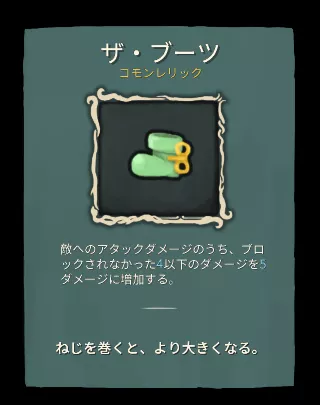 ザ・ブーツ
コモンレリック
敵へのアタックダメージのうち、ブロ
ックされなかった4以下のダメージを5
ダメージに増加する。
ねじを巻くと、より大きくなる。